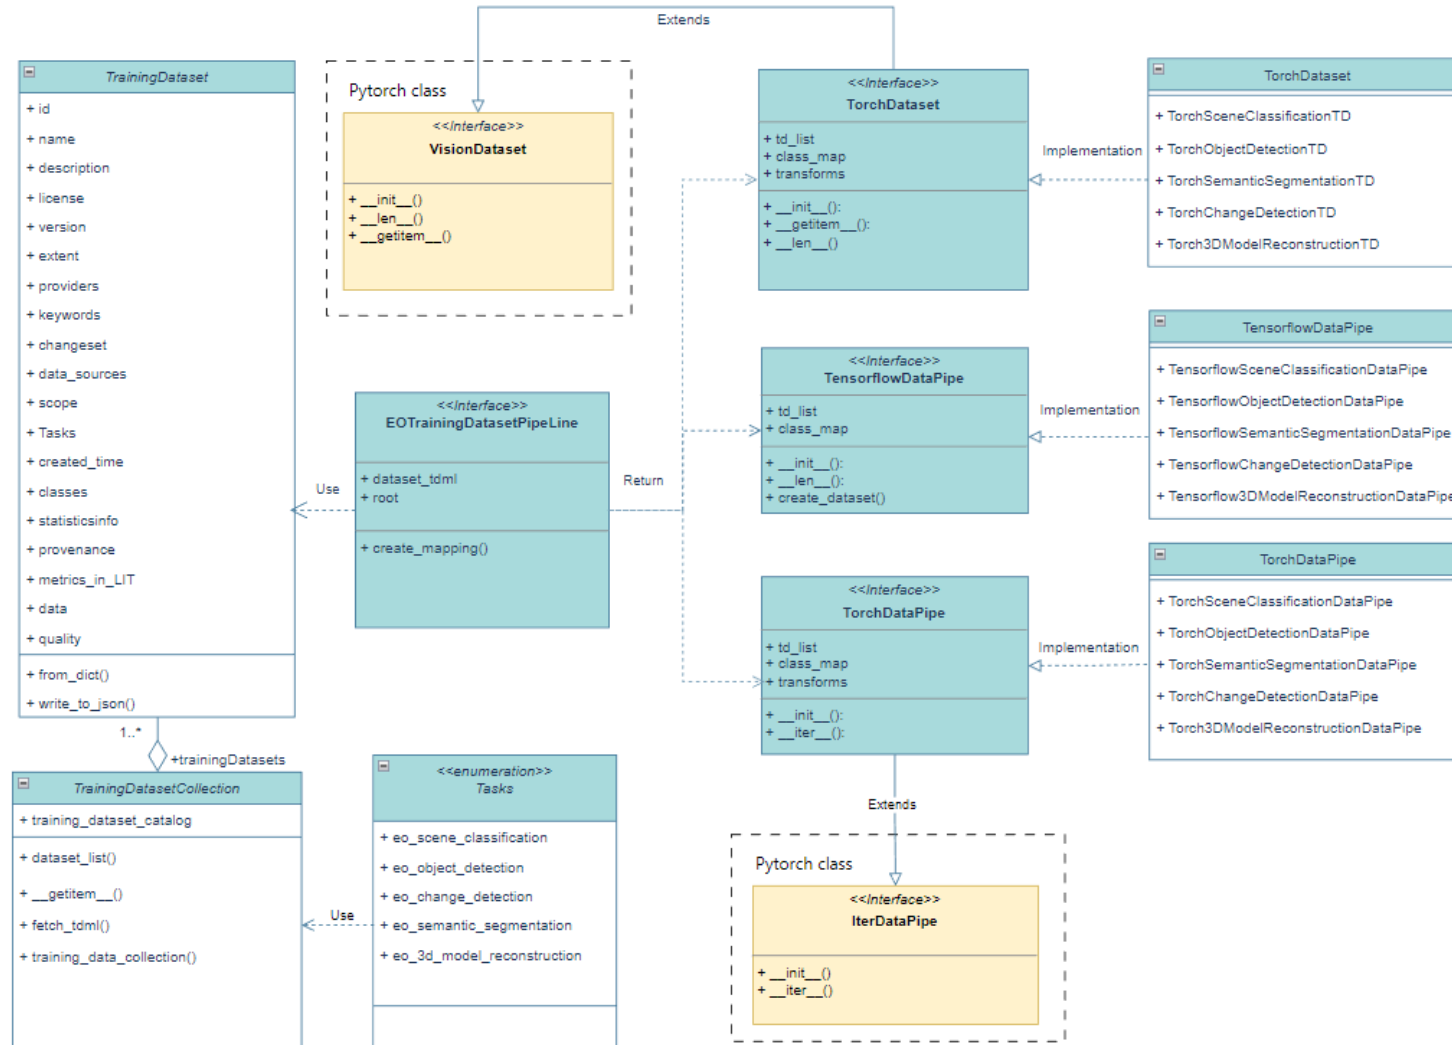 Extends
TrainingDataset
+ id
+ name
+ description
+ license
+ version
+ extent
+ providers
+ keywords
+ changeset
+ data_sources
+ scope
+ Tasks
+ created_time
+ classes
+ statisticsinfo
+ provenance
+ metrics_in_LIT
+ data
+ quality
+ from_dict()
+ write_to_json()
1..*
+trainingDatasets
TrainingDatasetCollection
+ training_dataset_catalog
+ dataset_list()
+ __getitem__()
+ fetch_tdml()
+ training_data_collection()
Use
<<enumeration>>
Tasks
+ eo_scene_classification
+ eo_object_detection
+ eo_change_detection
+ eo_semantic_segmentation
+ eo_3d_model_reconstruction
Pytorch class
<<Interface>>
VisionDataset
+ __init__()
+ __len__()
+ __getitem__()
Use
<<Interface>>
EOTrainingDatasetPipeLine
+ dataset_tdml
+ root
+ create_mapping()
Return
<<Interface>>
TorchDataset
+ td_list
+ class_map
+ transforms
+ __init__():
+ __getitem__():
+ __len__()
Implementation
TorchDataset
+ TorchSceneClassificationTD
+ TorchObjectDetectionTD
+ TorchSemanticSegmentationTD
+ TorchChangeDetectionTD
+ Torch3DModelReconstructionTD
<<Interface>>
TensorflowDataPipe
+ td_list
+ class_map
+ __init__():
+ __len__():
+ create_dataset()
Implementation
TensorflowDataPipe
+ TensorflowSceneClassificationDataPipe
+ TensorflowObjectDetectionDataPipe
+ TensorflowSemanticSegmentationDataPipe
+ TensorflowChangeDetectionDataPipe
+ Tensorflow3DModelReconstructionDataPipe
<<Interface>>
TorchDataPipe
+ td_list
+ class_map
+ transforms
+ __init__():
+ __iter__():
Implementation
TorchDataPipe
+ TorchSceneClassificationDataPipe
+ TorchObjectDetectionDataPipe
+ TorchSemanticSegmentationDataPipe
+ TorchChangeDetectionDataPipe
+ Torch3DModelReconstructionDataPipe
Extends
Pytorch class
<<Interface>>
IterDataPipe
+ __init__()
+ __iter__()